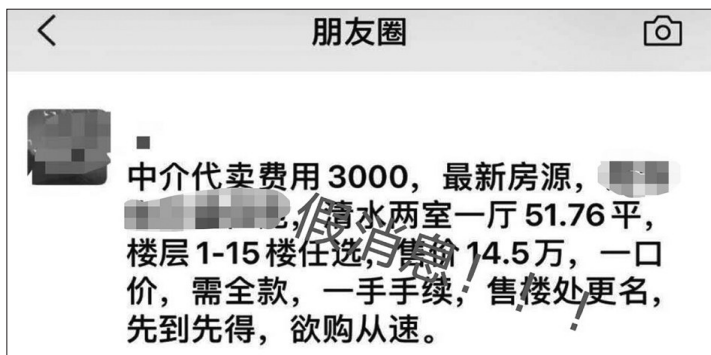 朋友圈
中介代卖费用3000，最新房源，
，清水两室一厅51.76平，
楼层1-15楼任选，售价14.5万，一口
价，需全款，一手手续，售楼处更名，
先到先得，欲购从速。
假消息！！！